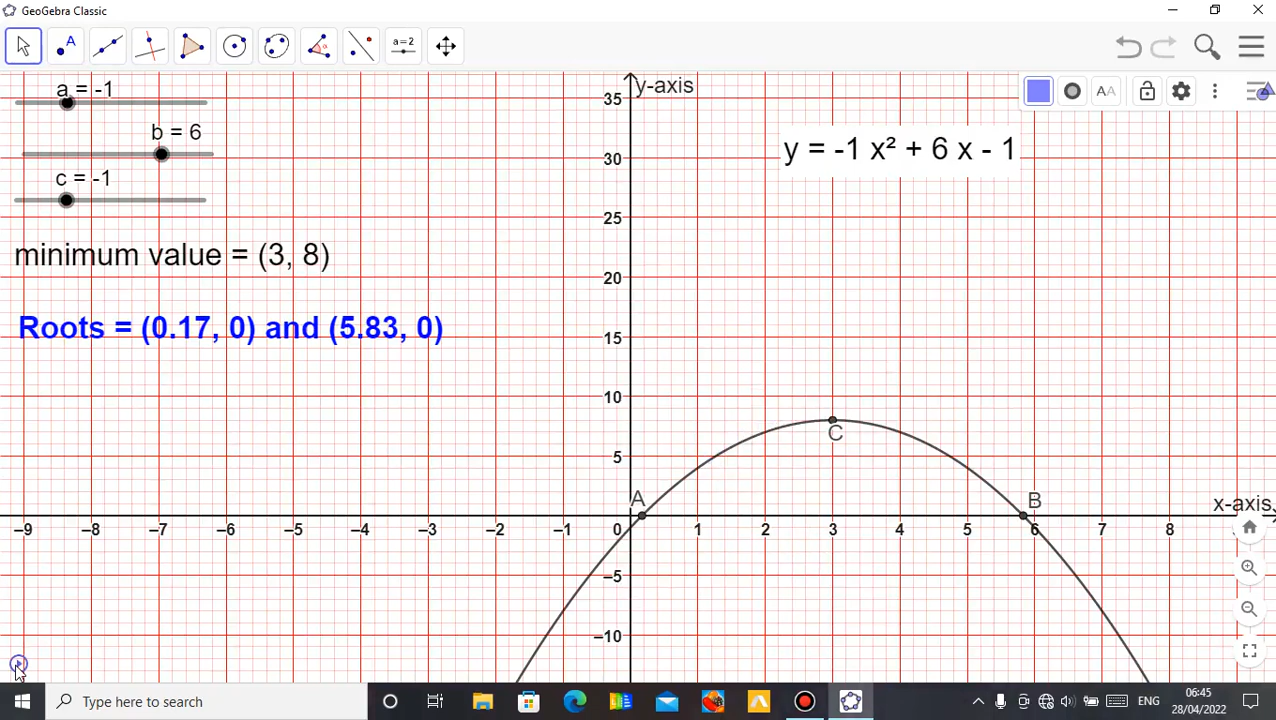 GeoGebra Classic
A
a=2
AA
a = -1
b = 6
c = -1
minimum value = (3, 8)
Roots = (0.17, 0) and (5.83, 0)
y-axis
y = -1 x² + 6 x - 1
35
30
25
20
15
10
5
0
–5
–10
A
C
B
x-axis
–9 –8 –7 –6 –5 –4 –3 –2 –1 1 2 3 4 5 6 7 8
Type here to search
ENG
06:45
28/04/2022